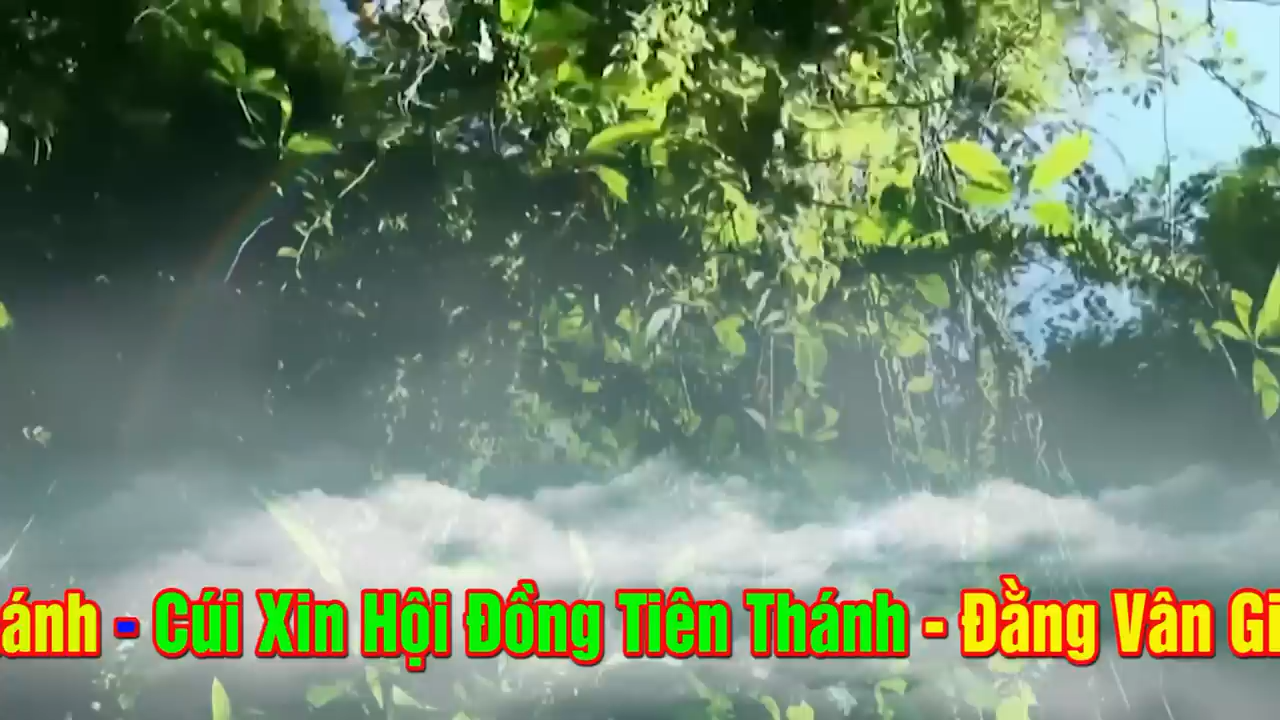 ánh - Cúi Xin Hội Đồng Tiên Thánh - Đằng Vân Gi